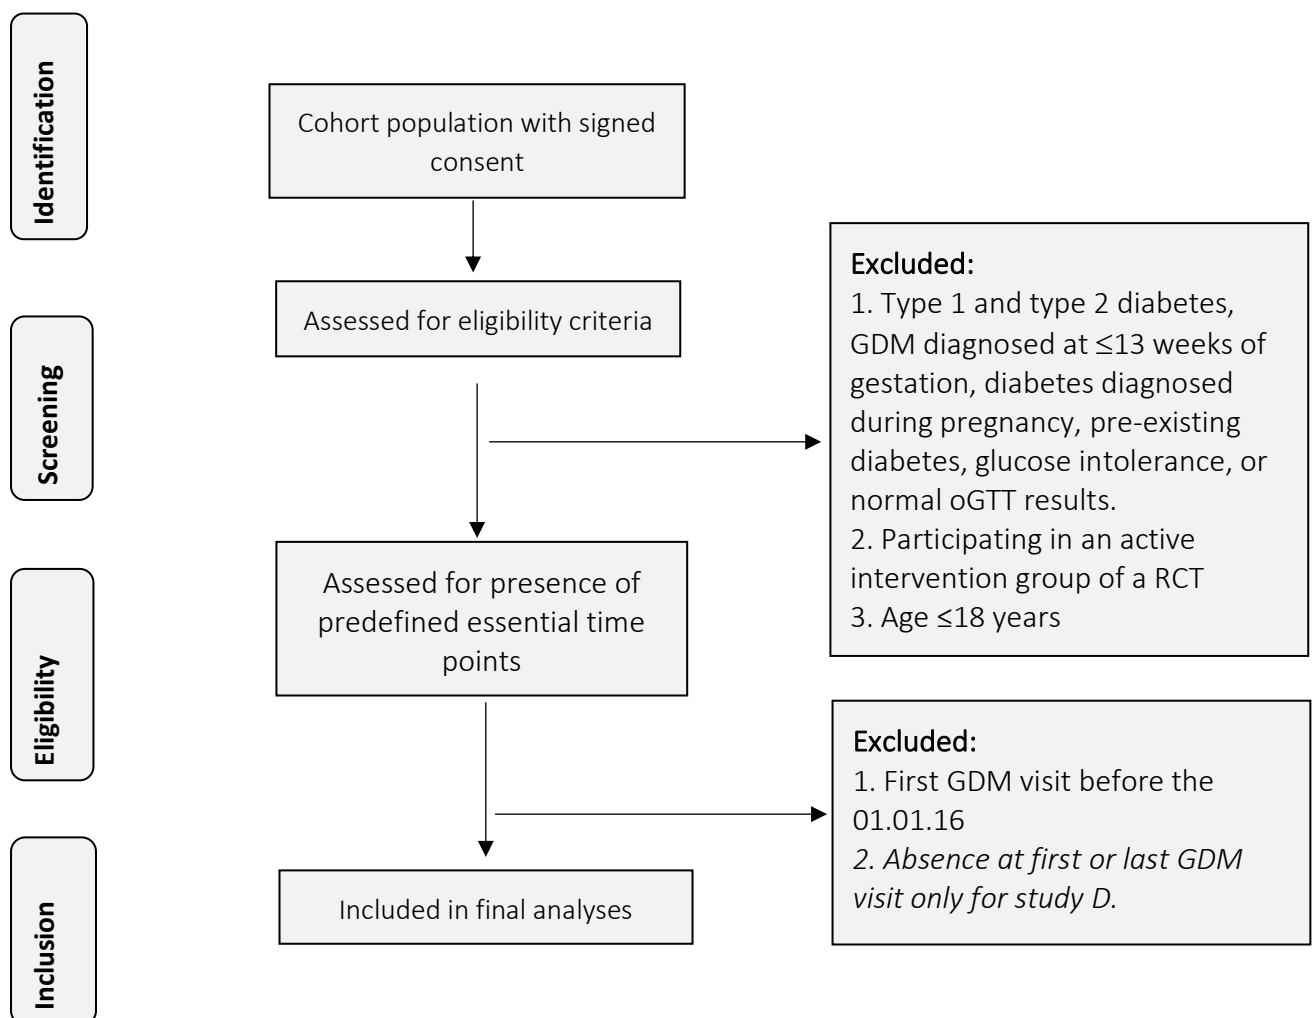 Identification
Cohort population with signed
consent
Assessed for eligibility criteria
Screening
Excluded:
1. Type 1 and type 2 diabetes,
GDM diagnosed at ≤13 weeks of
gestation, diabetes diagnosed
during pregnancy, pre-existing
diabetes, glucose intolerance, or
normal oGTT results.
2. Participating in an active
intervention group of a RCT
3. Age ≤18 years
Assessed for presence of
predefined essential time
points
Eligibility
Excluded:
1. First GDM visit before the
01.01.16
2. Absence at first or last GDM
visit only for study D.
Included in final analyses
Inclusion